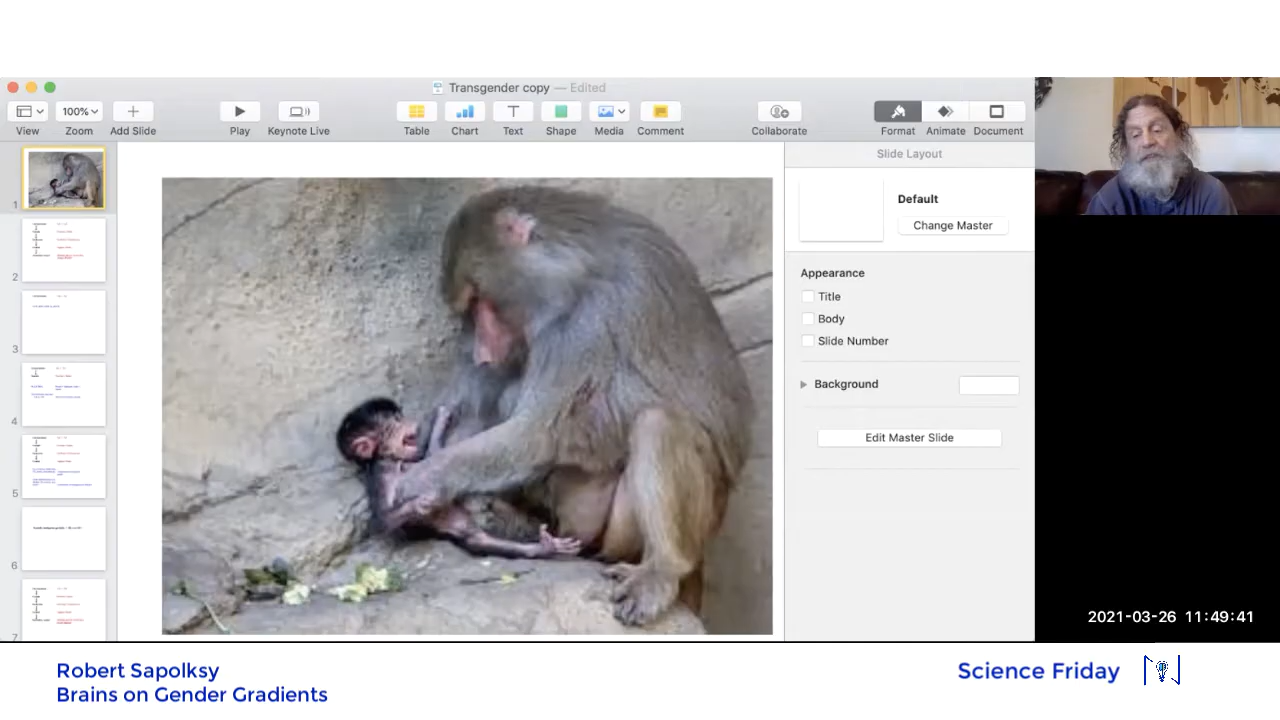 Transgender copy — Edited
100%
View
Zoom
Add Slide
Play
Keynote Live
Table
Chart
Text
Shape
Media
Comment
Collaborate
Format
Animate
Document
1
2
3
4
5
6
7
Slide Layout
Default
Change Master
Appearance
Title
Body
Slide Number
Background
Edit Master Slide
2021-03-26 11:49:41
Robert Sapolksy
Brains on Gender Gradients
Science Friday